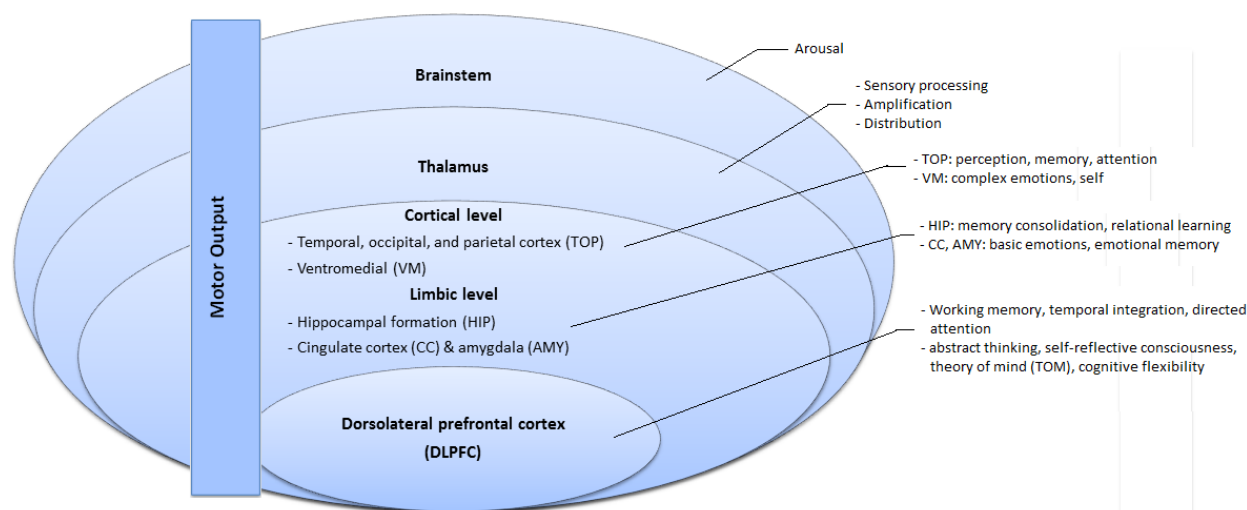 Motor Output
Brainstem
Thalamus
Cortical level
- Temporal, occipital, and parietal cortex (TOP)
- Ventromedial (VM)
Limbic level
- Hippocampal formation (HIP)
- Cingulate cortex (CC) & amygdala (AMY)
Dorsolateral prefrontal cortex
(DLPFC)
Arousal
- Sensory processing
- Amplification
- Distribution
- TOP: perception, memory, attention
- VM: complex emotions, self
- HIP: memory consolidation, relational learning
- CC, AMY: basic emotions, emotional memory
- Working memory, temporal integration, directed
attention
- abstract thinking, self-reflective consciousness,
theory of mind (TOM), cognitive flexibility